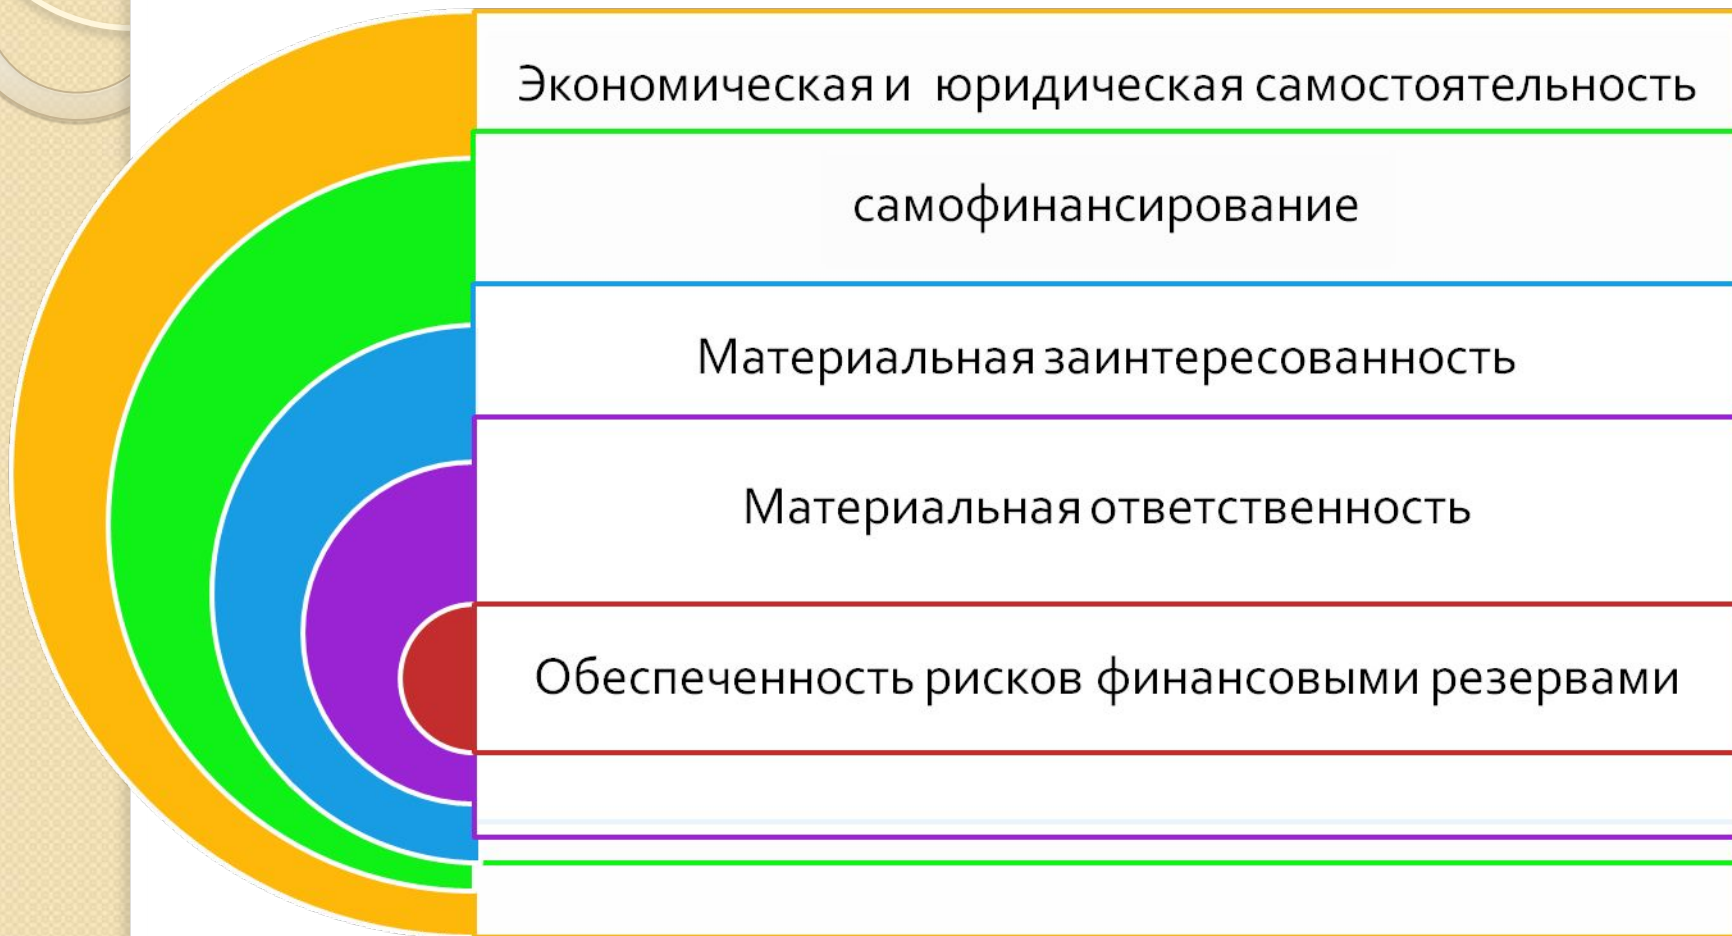 Экономическая и юридическая самостоятельность
самофинансирование
Материальная заинтересованность
Материальная ответственность
Обеспеченность рисков финансовыми резервами